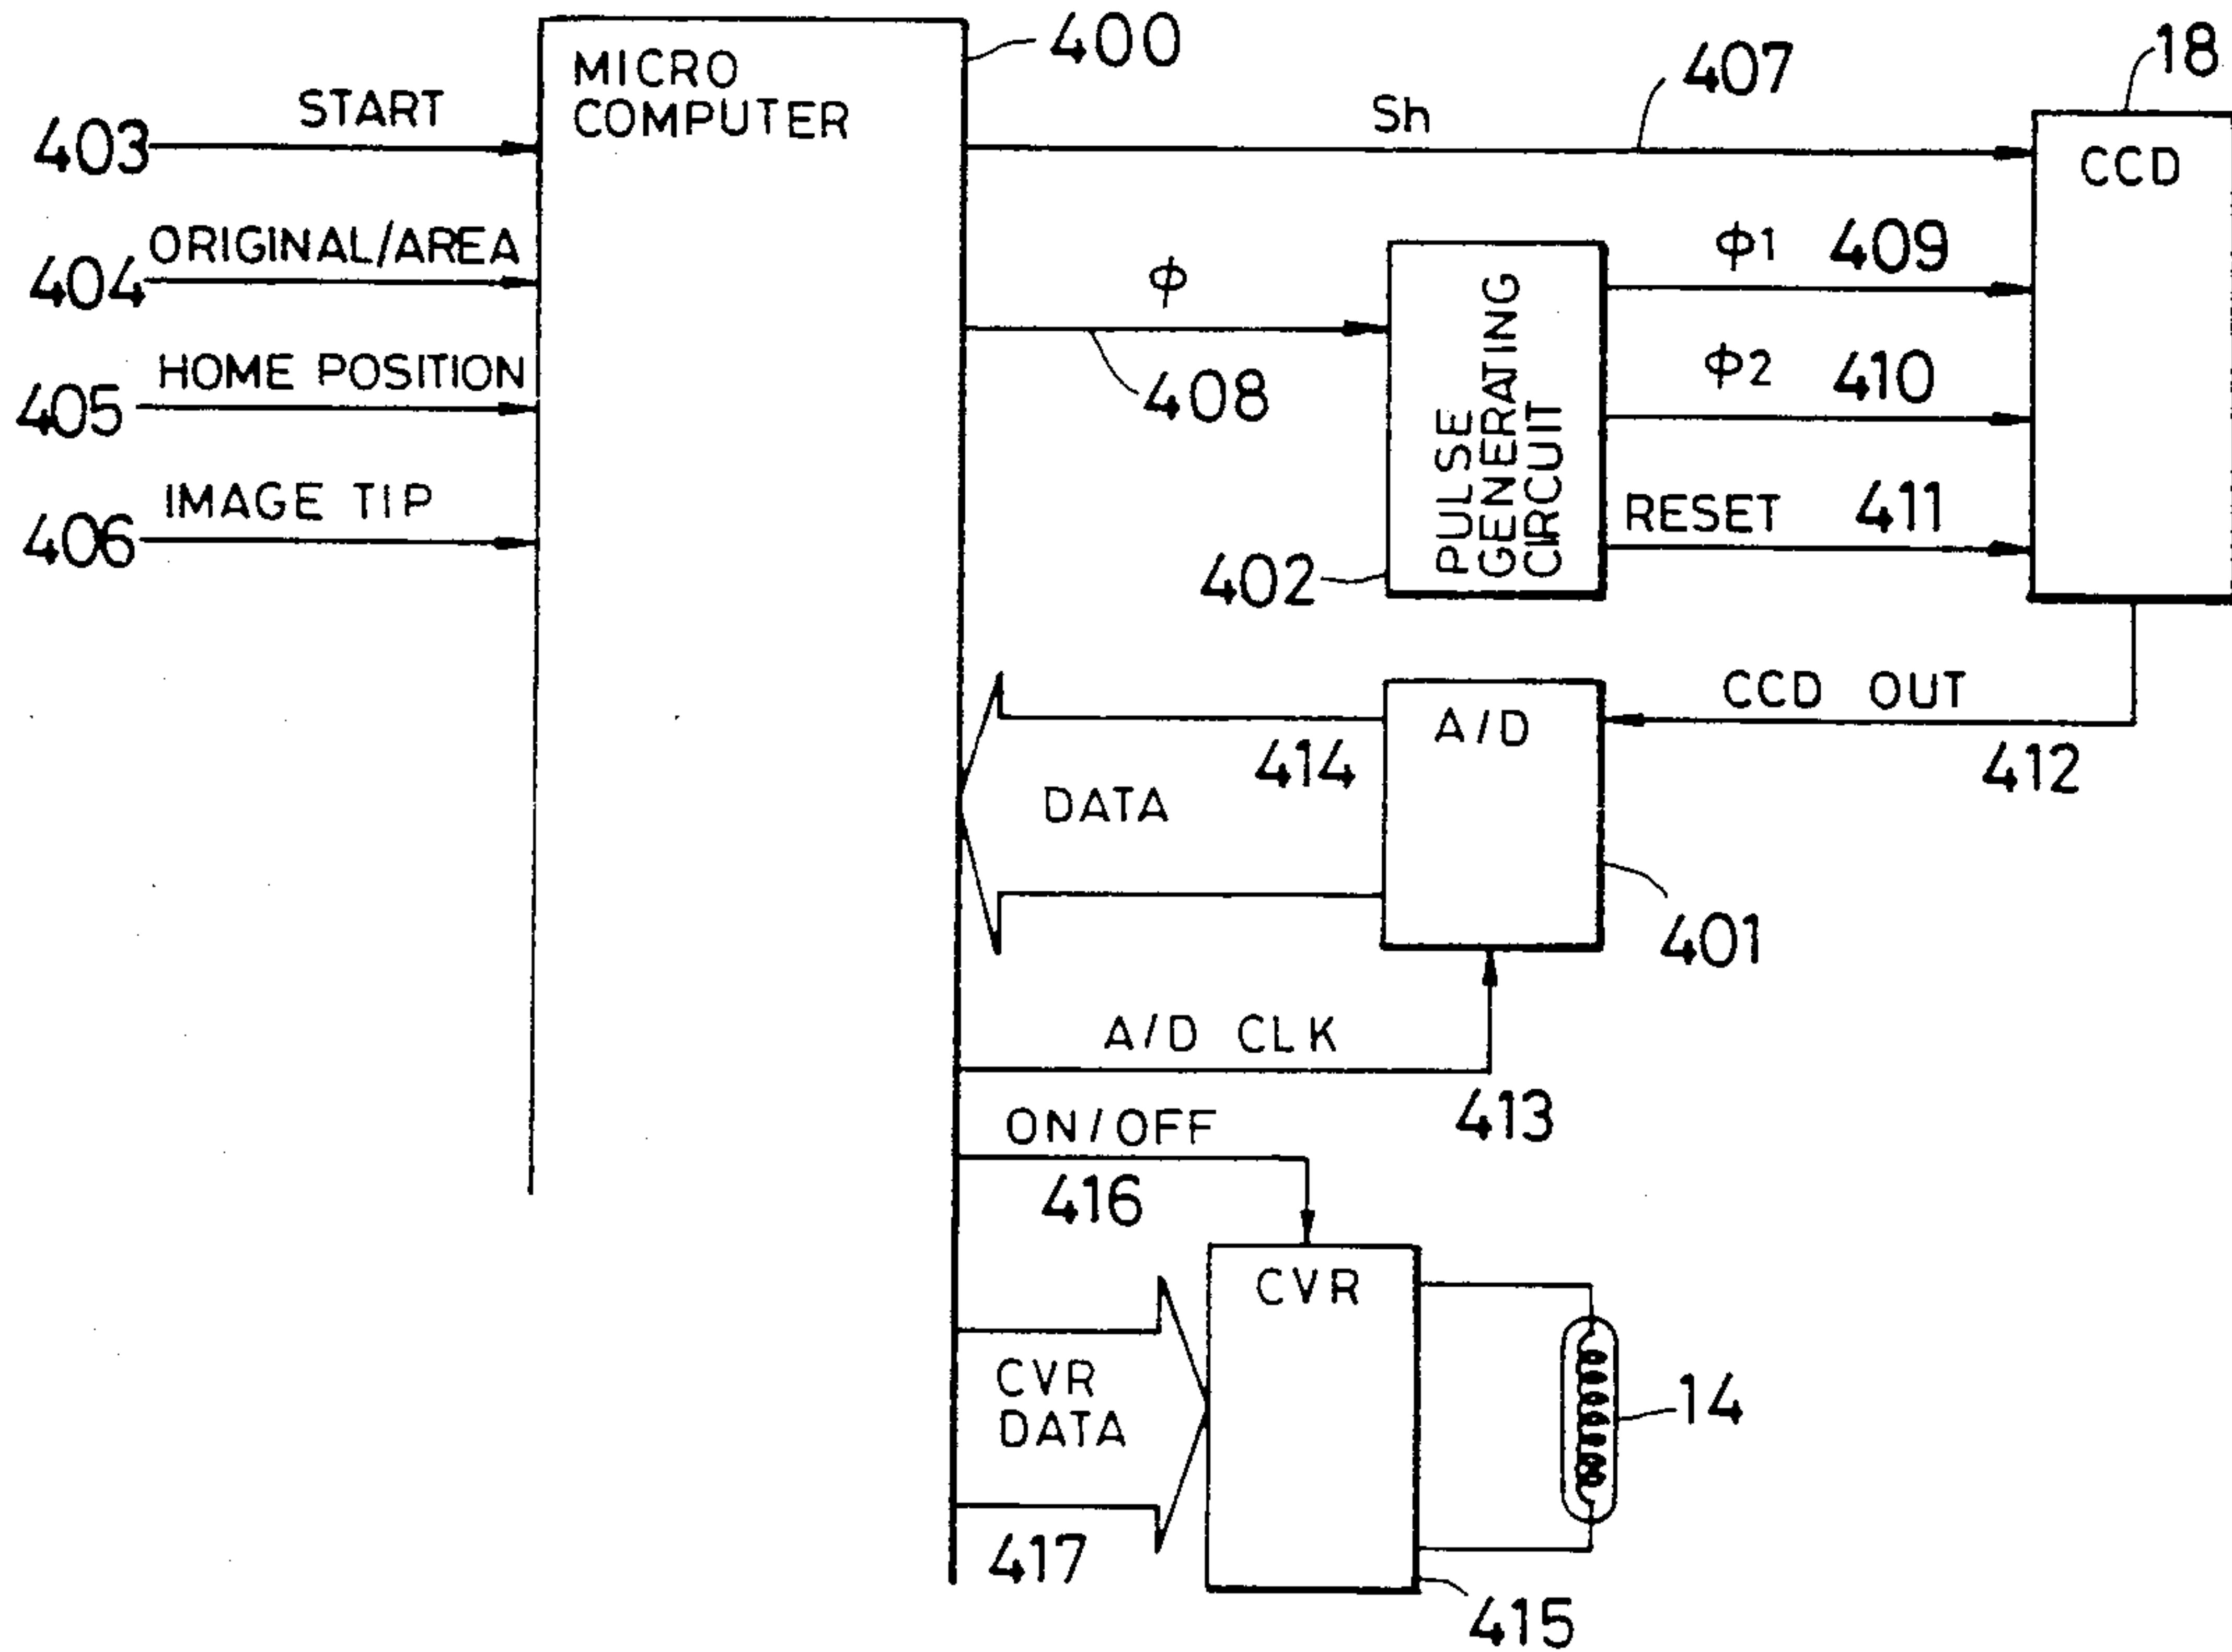 MICRO
COMPUTER
400
START
403
ORIGINAL/AREA
404
HOME POSITION
405
IMAGE TIP
406
Sh
407
18
CCD
ϕ
408
PULSE
GENERATING
CIRCUIT
402
ϕ1 409
ϕ2 410
RESET 411
CCD OUT
412
A/D
401
414
DATA
A/D CLK
413
ON/OFF
416
CVR
CVR
DATA
417
415
14